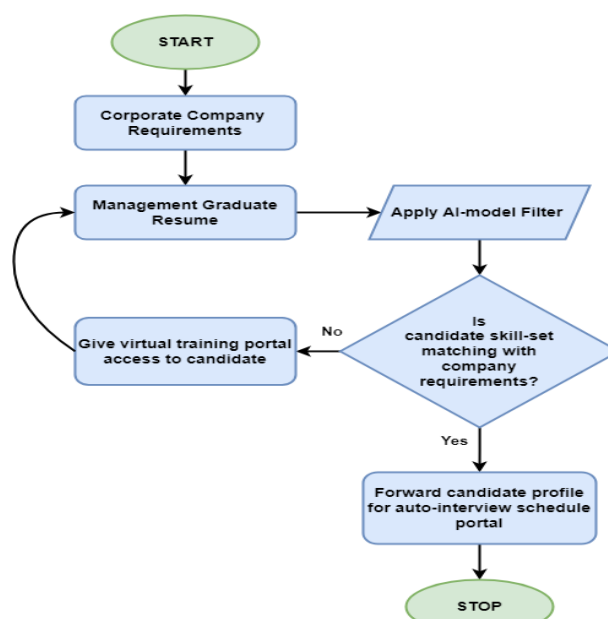 START
Corporate Company
Requirements
Management Graduate
Resume
Apply AI-model Filter
Is
candidate skill-set
matching with
company
requirements?
No
Give virtual training portal
access to candidate
Yes
Forward candidate profile
for auto-interview schedule
portal
STOP